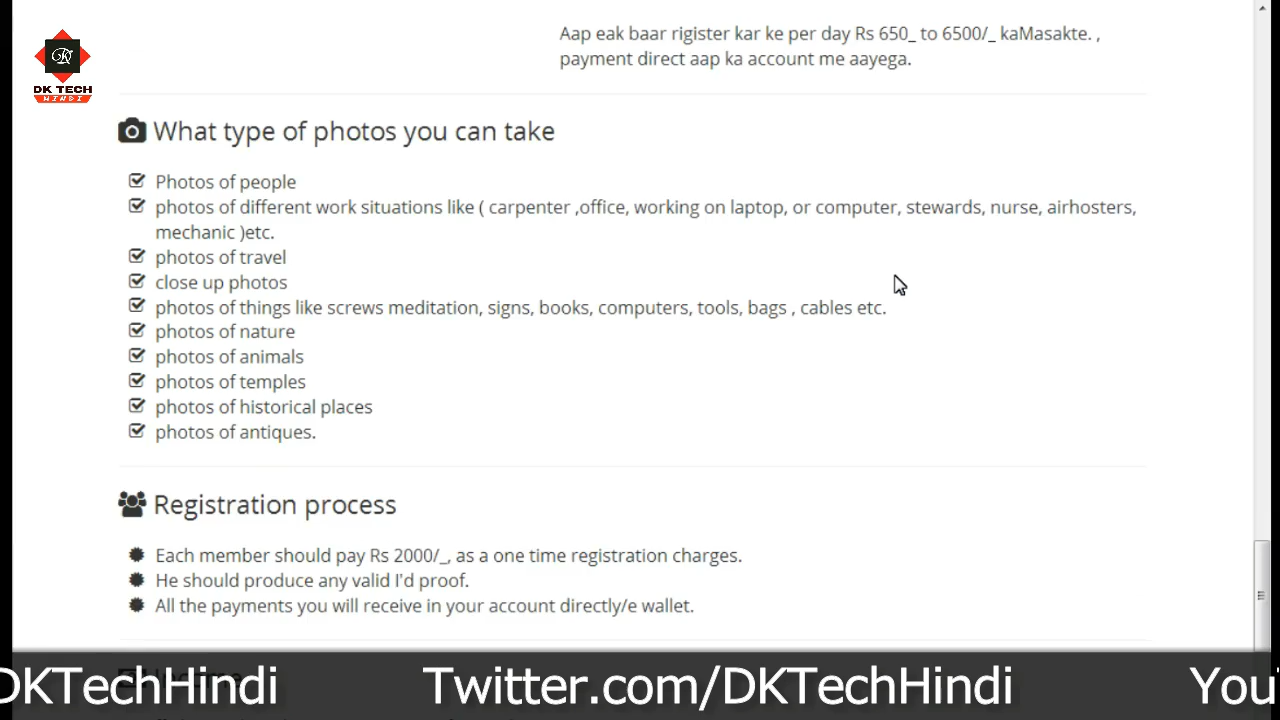 Aap eak baar rigister kar ke per day Rs 650_ to 6500/_ kaMasakte. ,
payment direct aap ka account me aayega.
DK TECH
HINDI
What type of photos you can take
Photos of people
photos of different work situations like ( carpenter ,office, working on laptop, or computer, stewards, nurse, airhosters,
mechanic )etc.
photos of travel
close up photos
photos of things like screws meditation, signs, books, computers, tools, bags , cables etc.
photos of nature
photos of animals
photos of temples
photos of historical places
photos of antiques.
Registration process
Each member should pay Rs 2000/_, as a one time registration charges.
He should produce any valid I'd proof.
All the payments you will receive in your account directly/e wallet.
DKTechHindi Twitter.com/DKTechHindi You